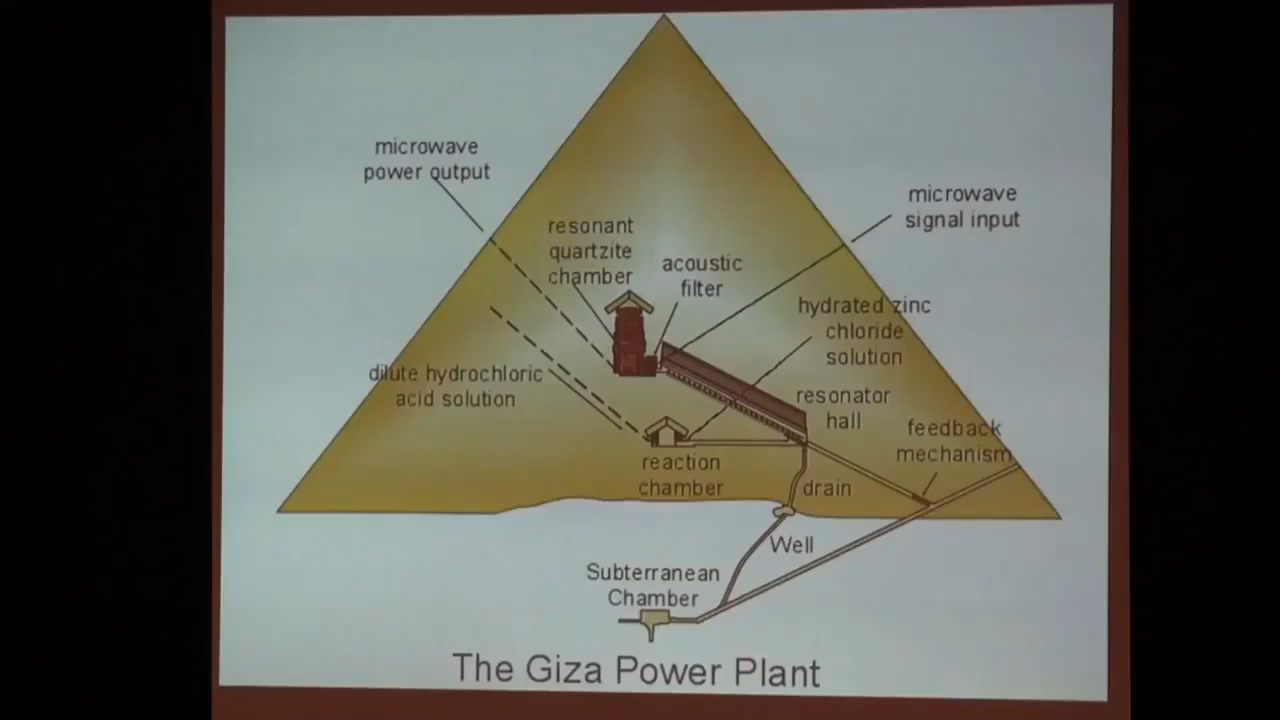 microwave
power output
microwave
signal input
resonant
quartzite
chamber
acoustic
filter
hydrated zinc
chloride
solution
dilute hydrochloric
acid solution
resonator
hall
feedback
mechanism
reaction
chamber
drain
Well
Subterranean
Chamber
The Giza Power Plant